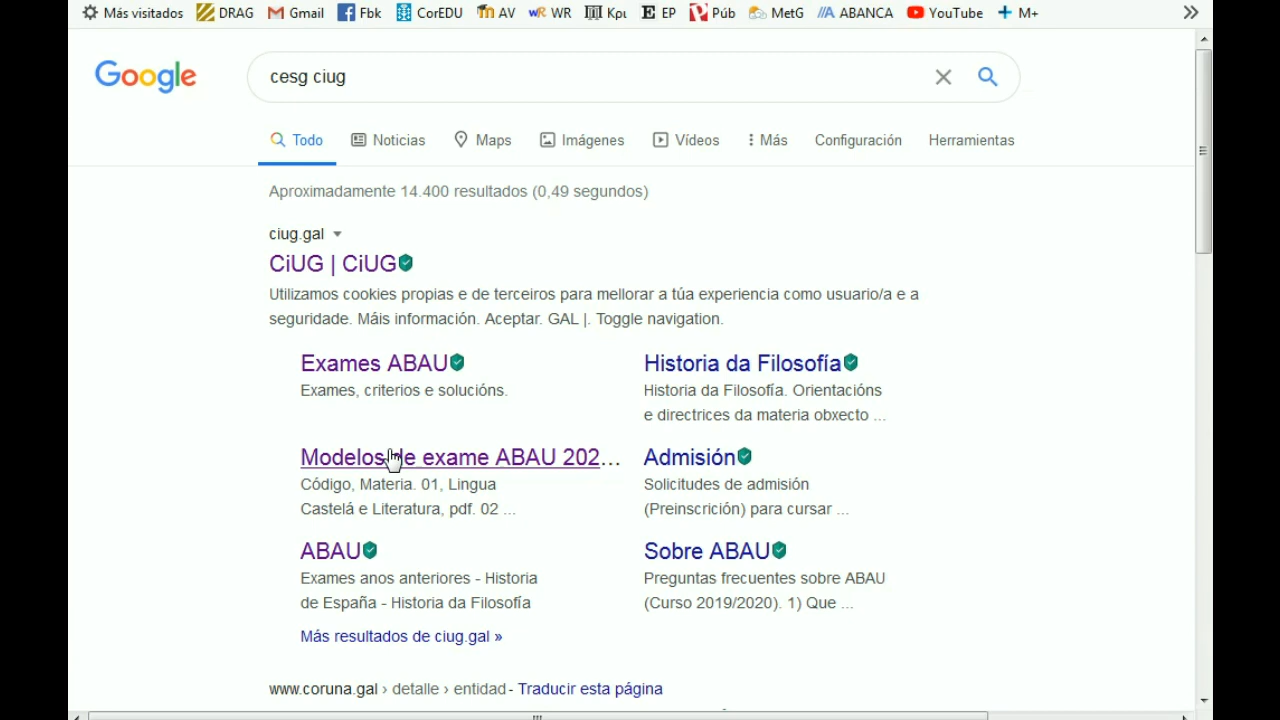 Más visitados DRAG Gmail Fbk CorEDU AV WR Κρι EP Púb MetG ABANCA YouTube M+
Google
cesg ciug
Todo Noticias Maps Imágenes Vídeos Más Configuración Herramientas
Aproximadamente 14.400 resultados (0,49 segundos)
ciug.gal
CiUG | CiUG
Utilizamos cookies propias e de terceiros para mellorar a túa experiencia como usuario/a e a
seguridade. Máis información. Aceptar. GAL |. Toggle navigation.
Exames ABAU
Exames, criterios e solucións.
Historia da Filosofía
Historia da Filosofía. Orientacións
e directrices da materia obxecto ...
Modelos de exame ABAU 202...
Código, Materia. 01, Lingua
Castelá e Literatura, pdf. 02 ...
Admisión
Solicitudes de admisión
(Preinscrición) para cursar ...
ABAU
Exames anos anteriores - Historia
de España - Historia da Filosofía
Sobre ABAU
Preguntas frecuentes sobre ABAU
(Curso 2019/2020). 1) Que ...
Más resultados de ciug.gal »
www.coruna.gal › detalle › entidad - Traducir esta página